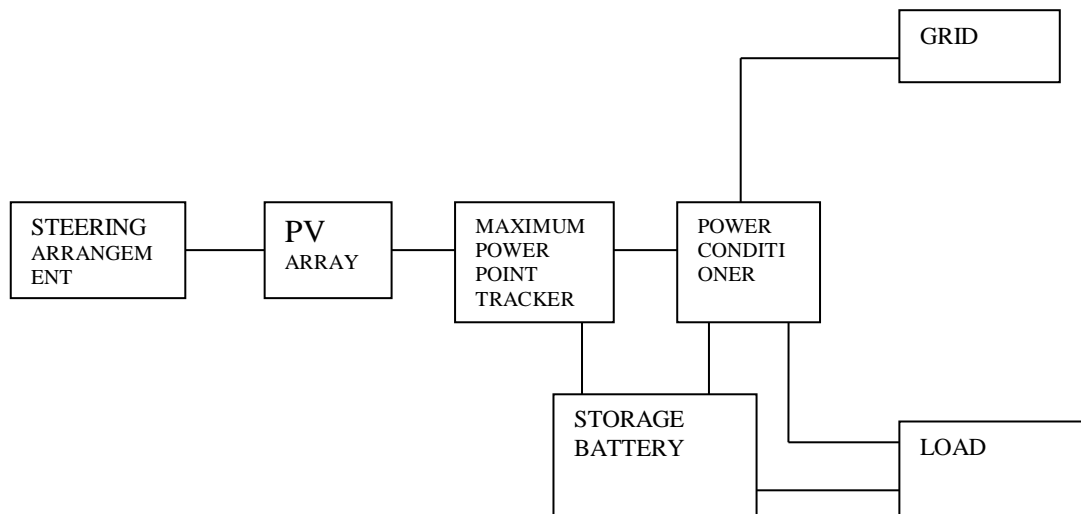 GRID
STEERING
ARRANGEM
ENT
PV
ARRAY
MAXIMUM
POWER
POINT
TRACKER
POWER
CONDITI
ONER
STORAGE
BATTERY
LOAD